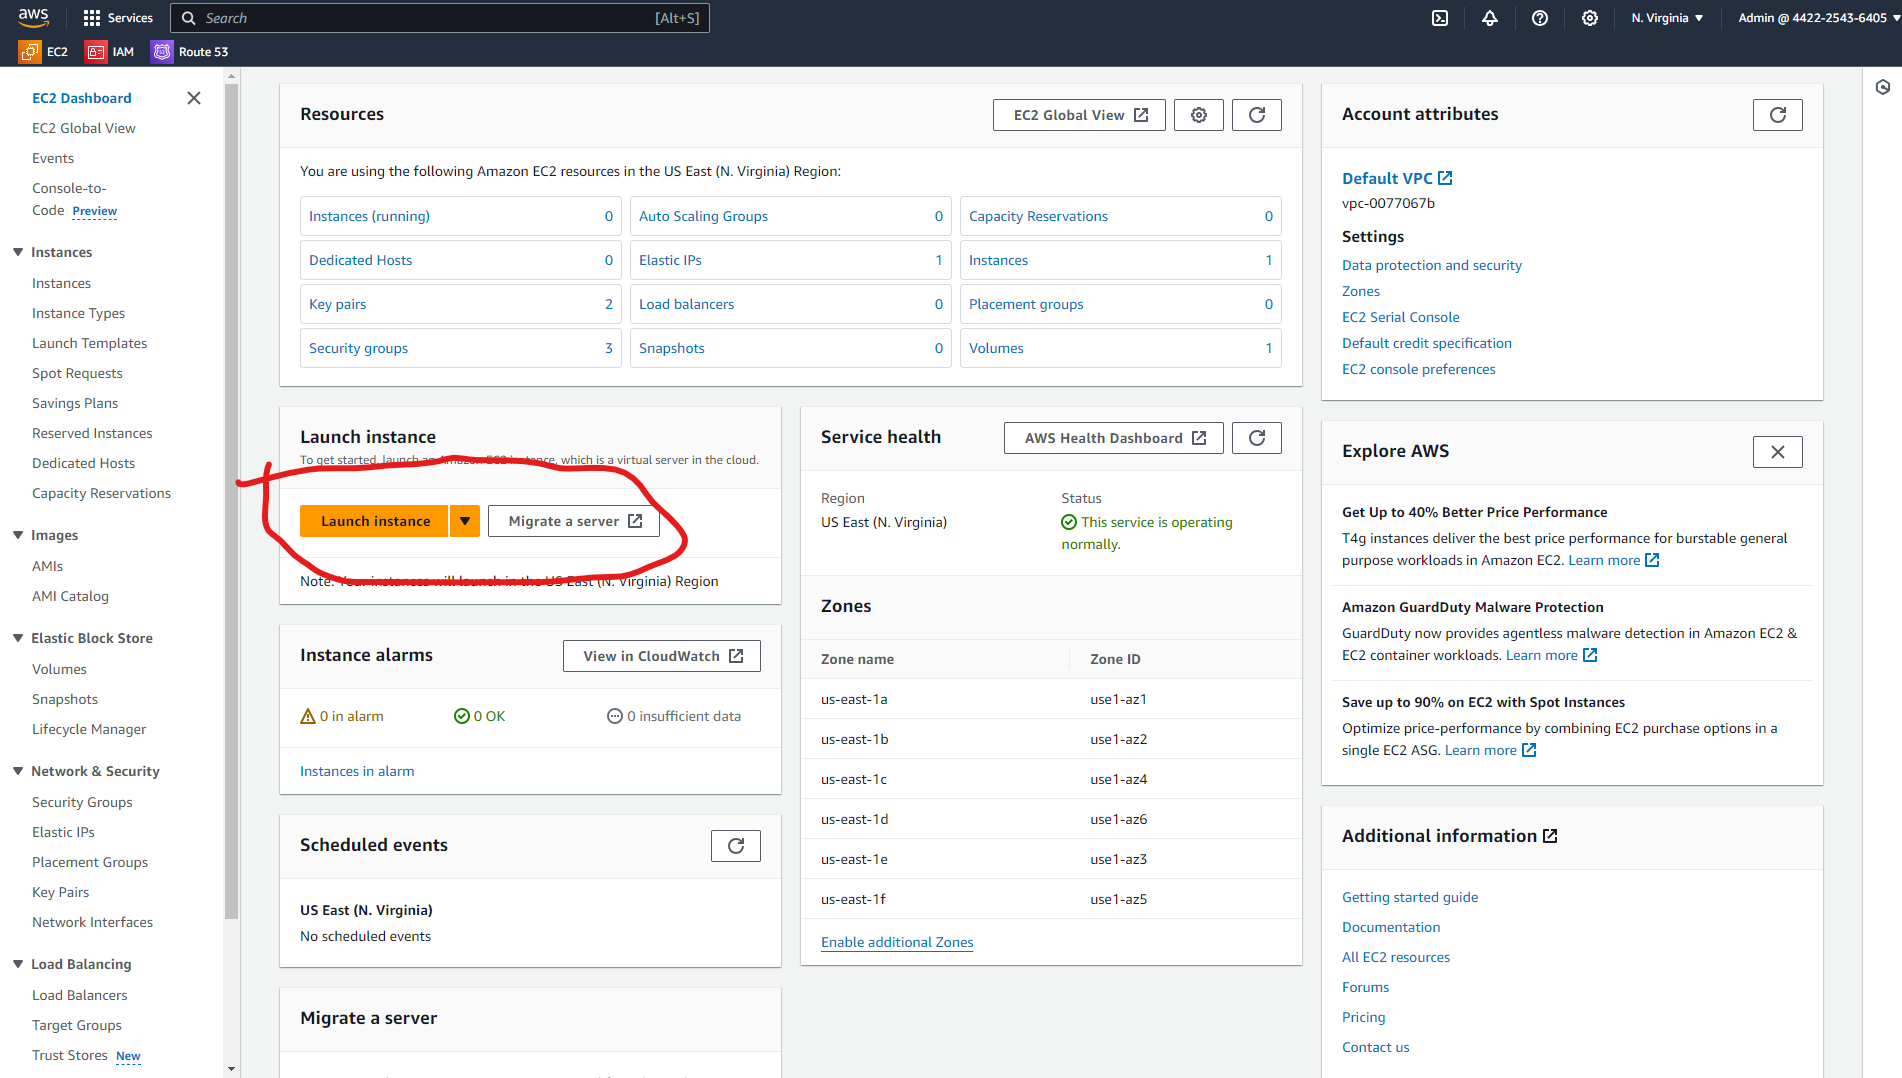 aws
Services
Search
[Alt+S]
N. Virginia
Admin @ 4422-2543-6405
EC2
IAM
Route 53
EC2 Dashboard
EC2 Global View
Events
Console-to-
Code Preview
Instances
Instances
Instance Types
Launch Templates
Spot Requests
Savings Plans
Reserved Instances
Dedicated Hosts
Capacity Reservations
Images
AMIs
AMI Catalog
Elastic Block Store
Volumes
Snapshots
Lifecycle Manager
Network & Security
Security Groups
Elastic IPs
Placement Groups
Key Pairs
Network Interfaces
Load Balancing
Load Balancers
Target Groups
Trust Stores New
Resources
EC2 Global View
You are using the following Amazon EC2 resources in the US East (N. Virginia) Region:
Instances (running) 0
Auto Scaling Groups 0
Capacity Reservations 0
Dedicated Hosts 0
Elastic IPs 1
Instances 1
Key pairs 2
Load balancers 0
Placement groups 0
Security groups 3
Snapshots 0
Volumes 1
Launch instance
To get started, launch an Amazon EC2 instance, which is a virtual server in the cloud.
Launch instance
Migrate a server
Note: Your instances will launch in the US East (N. Virginia) Region
Instance alarms
View in CloudWatch
0 in alarm
0 OK
0 insufficient data
Instances in alarm
Scheduled events
US East (N. Virginia)
No scheduled events
Migrate a server
Service health
AWS Health Dashboard
Region
US East (N. Virginia)
Status
This service is operating
normally.
Zones
Zone name Zone ID
us-east-1a use1-az1
us-east-1b use1-az2
us-east-1c use1-az4
us-east-1d use1-az6
us-east-1e use1-az3
us-east-1f use1-az5
Enable additional Zones
Account attributes
Default VPC
vpc-0077067b
Settings
Data protection and security
Zones
EC2 Serial Console
Default credit specification
EC2 console preferences
Explore AWS
Get Up to 40% Better Price Performance
T4g instances deliver the best price performance for burstable general
purpose workloads in Amazon EC2. Learn more
Amazon GuardDuty Malware Protection
GuardDuty now provides agentless malware detection in Amazon EC2 &
EC2 container workloads. Learn more
Save up to 90% on EC2 with Spot Instances
Optimize price-performance by combining EC2 purchase options in a
single EC2 ASG. Learn more
Additional information
Getting started guide
Documentation
All EC2 resources
Forums
Pricing
Contact us